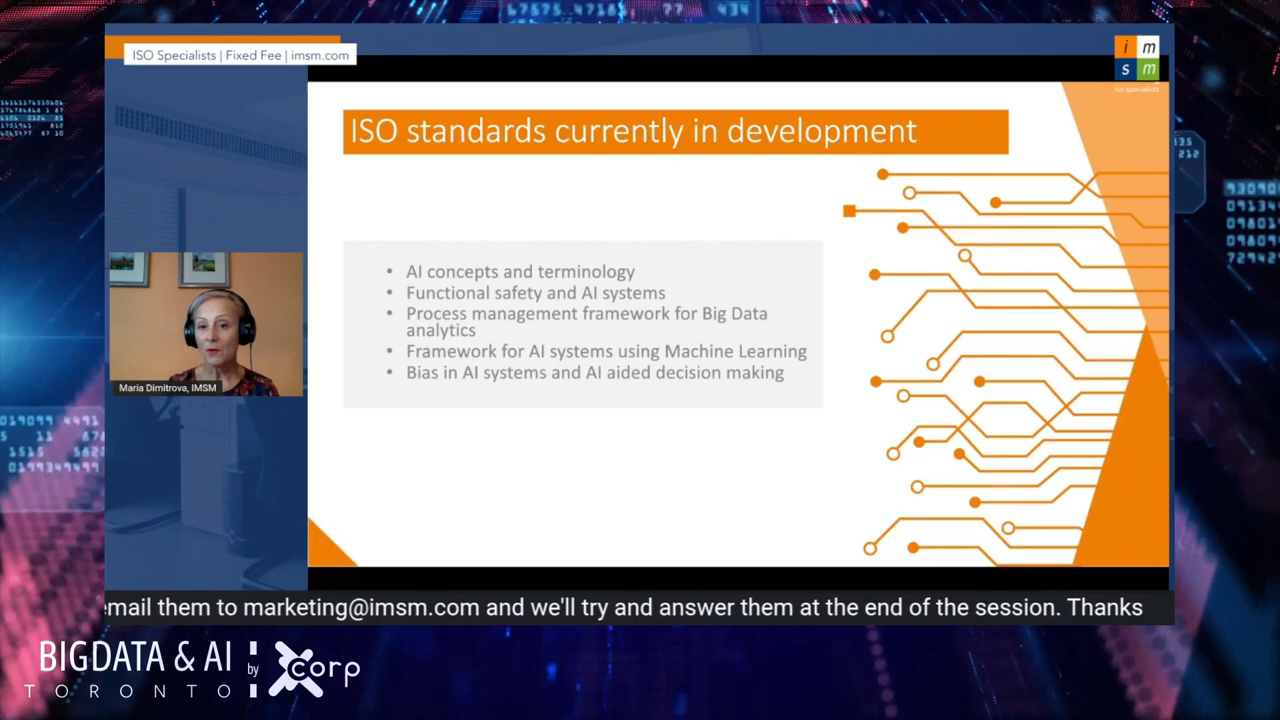 ISO Specialists | Fixed Fee | imsm.com
i m
s m
iso specialists
ISO standards currently in development
• AI concepts and terminology
• Functional safety and AI systems
• Process management framework for Big Data
analytics
• Framework for AI systems using Machine Learning
• Bias in AI systems and AI aided decision making
Maria Dimitrova, IMSM
email them to marketing@imsm.com and we'll try and answer them at the end of the session. Thanks
BIGDATA & AI
TORONTO
by
corp